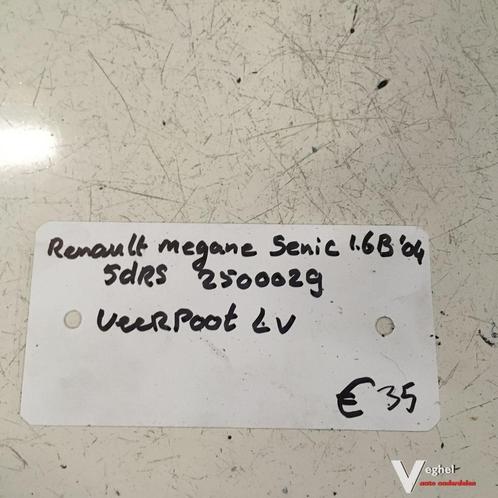 Renault megane Senic 1.6B '04
5dRS 2500029
VeeRPoot LV
€ 35
Veghel
auto onderdelen